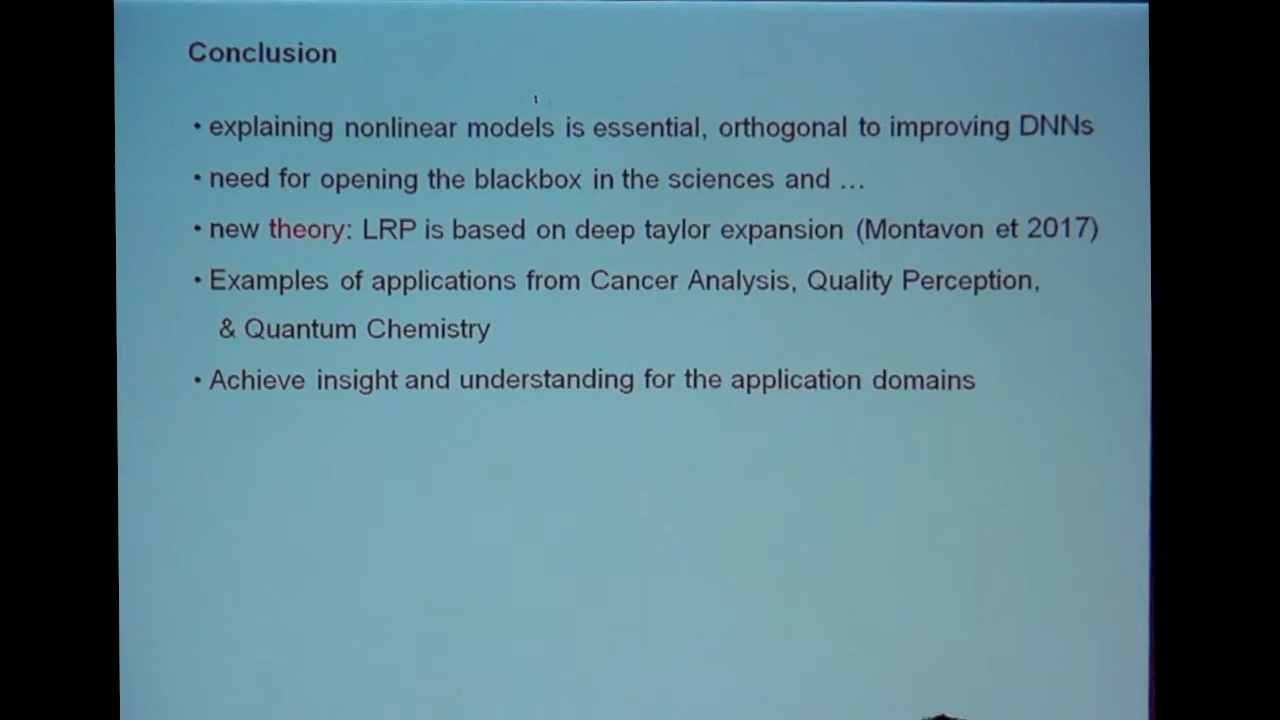 Conclusion
• explaining nonlinear models is essential, orthogonal to improving DNNs
• need for opening the blackbox in the sciences and …
• new theory: LRP is based on deep taylor expansion (Montavon et 2017)
• Examples of applications from Cancer Analysis, Quality Perception,
& Quantum Chemistry
• Achieve insight and understanding for the application domains